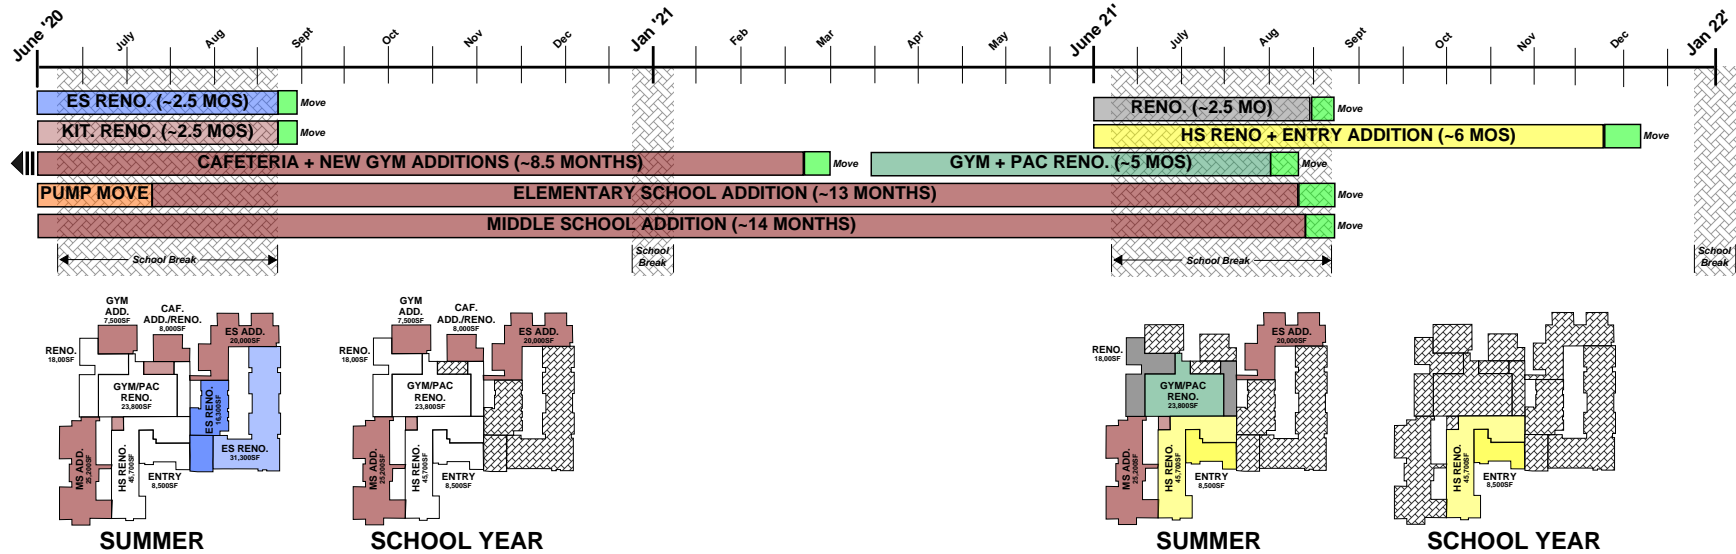 June '20
July
Aug
Sept
Oct
Nov
Dec
Jan '21
Feb
Mar
Apr
May
June 21'
July
Aug
Sept
Oct
Nov
Dec
Jan 22'
ES RENO. (~2.5 MOS)
Move
RENO. (~2.5 MO)
Move
KIT. RENO. (~2.5 MOS)
Move
HS RENO + ENTRY ADDITION (~6 MOS)
Move
CAFETERIA + NEW GYM ADDITIONS (~8.5 MONTHS)
Move
GYM + PAC RENO. (~5 MOS)
Move
PUMP MOVE
ELEMENTARY SCHOOL ADDITION (~13 MONTHS)
Move
MIDDLE SCHOOL ADDITION (~14 MONTHS)
Move
School Break
School
Break
School Break
School
Break
GYM
ADD.
7,500SF
CAF.
ADD./RENO.
8,000SF
ES ADD.
20,000SF
RENO.
18,00SF
GYM/PAC
RENO.
23,800SF
ES RENO.
16,300SF
ES RENO.
31,300SF
MS ADD.
25,200SF
HS RENO.
45,700SF
ENTRY
8,500SF
SUMMER
GYM
ADD.
7,500SF
CAF.
ADD./RENO.
8,000SF
ES ADD.
20,000SF
RENO.
18,00SF
GYM/PAC
RENO.
23,800SF
MS ADD.
25,200SF
HS RENO.
45,700SF
ENTRY
8,500SF
SCHOOL YEAR
ES ADD.
20,000SF
RENO.
18,00SF
GYM/PAC
RENO.
23,800SF
MS ADD.
25,200SF
HS RENO.
45,700SF
ENTRY
8,500SF
SUMMER
HS RENO.
45,700SF
ENTRY
8,500SF
SCHOOL YEAR